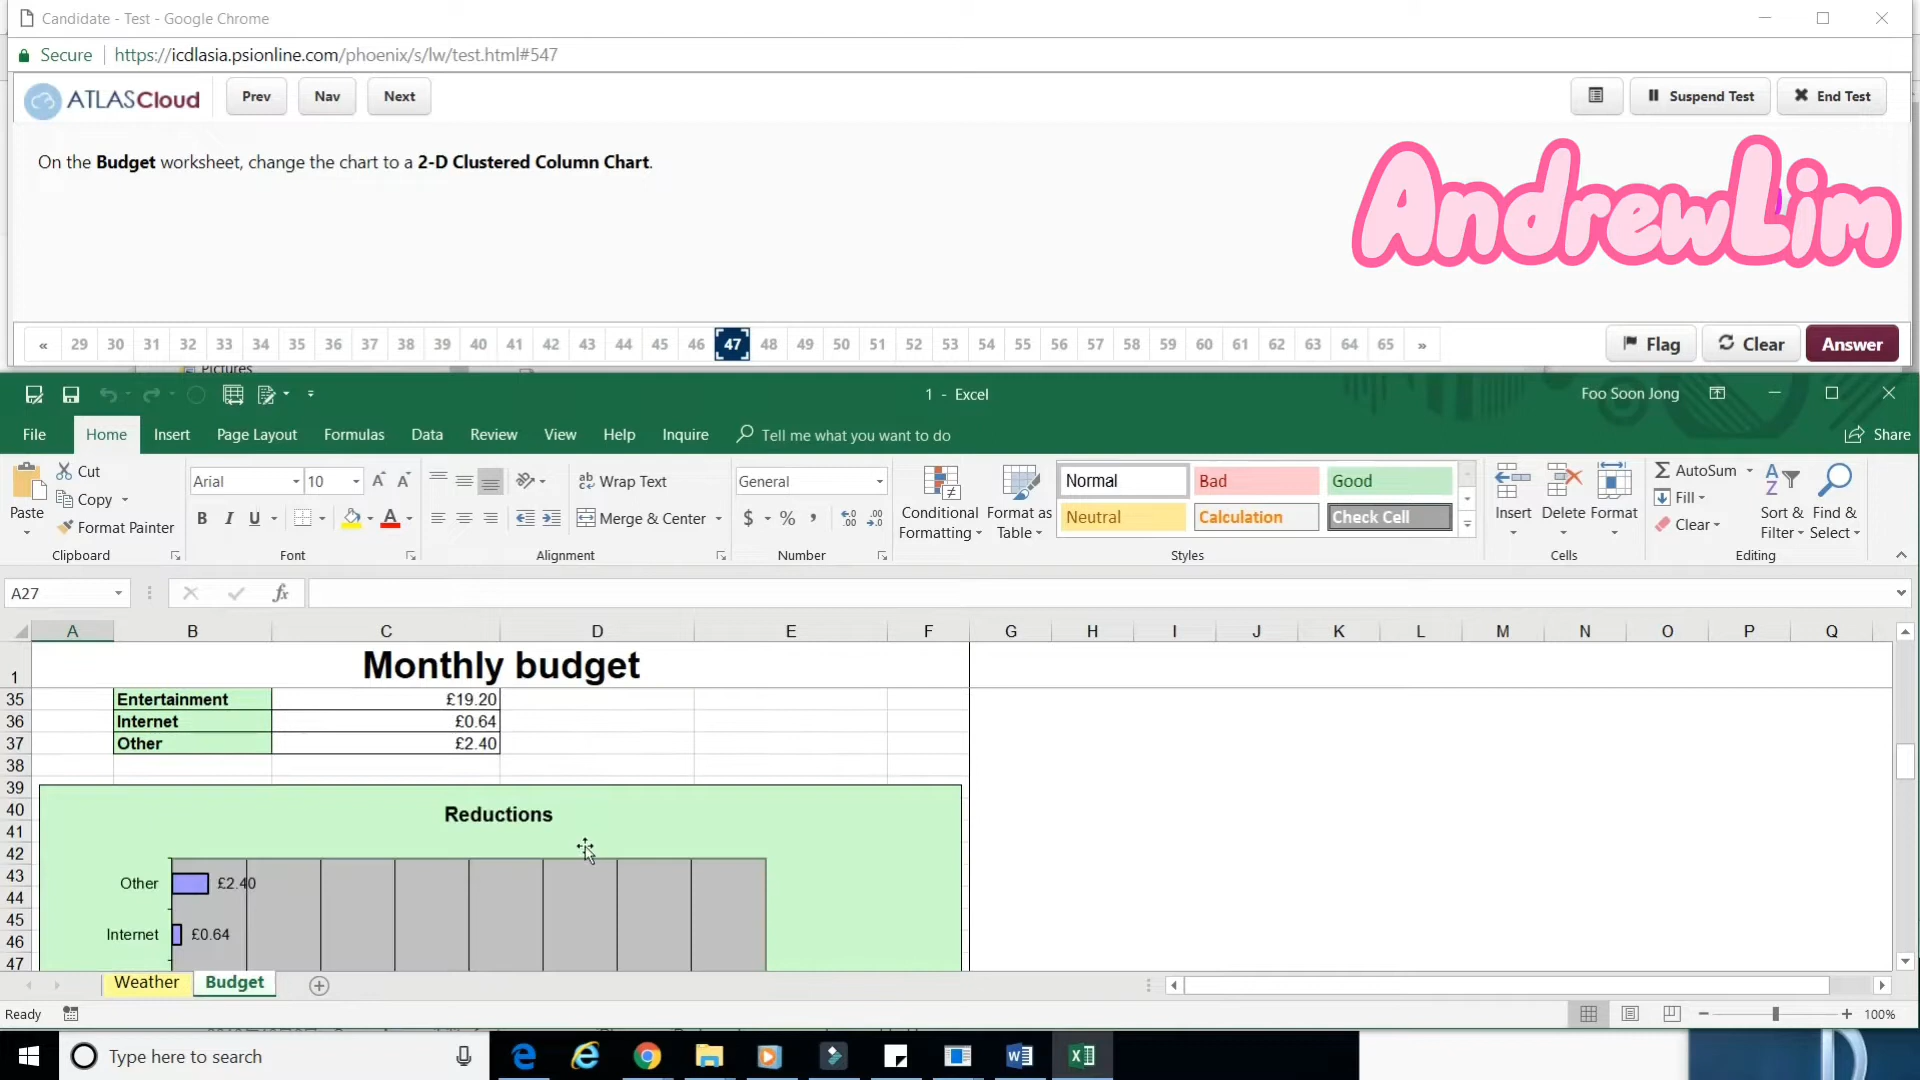 Candidate - Test - Google Chrome
Secure https://icdlasia.psionline.com/phoenix/s/lw/test.html#547
ATLASCloud Prev Nav Next Suspend Test End Test
On the Budget worksheet, change the chart to a 2-D Clustered Column Chart.
AndrewLim
« 29 30 31 32 33 34 35 36 37 38 39 40 41 42 43 44 45 46 47 48 49 50 51 52 53 54 55 56 57 58 59 60 61 62 63 64 65 » Flag Clear Answer
Pictures
1 - Excel Foo Soon Jong
File Home Insert Page Layout Formulas Data Review View Help Inquire Tell me what you want to do Share
Cut Arial 10 Wrap Text General Normal Bad Good AutoSum
Copy Fill
Paste Format Painter B I U Merge & Center $ % , Conditional Formatting Format as Table Neutral Calculation Check Cell Insert Delete Format Clear Sort & Filter Find & Select
Clipboard Font Alignment Number Styles Cells Editing
A27 fx
A B C D E F G H I J K L M N O P Q
1 Monthly budget
35 Entertainment £19.20
36 Internet £0.64
37 Other £2.40
38
39
40 Reductions
41
42
43 Other £2.40
44
45
46 Internet £0.64
47
Weather Budget
Ready 100%
Type here to search